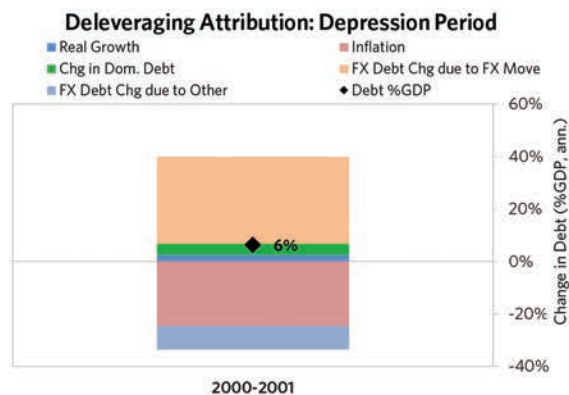 Deleveraging Attribution: Depression Period
Real Growth
Inflation
Chg in Dom. Debt
FX Debt Chg due to FX Move
FX Debt Chg due to Other
Debt %GDP
60%
40%
20%
0%
-20%
-40%
Change in Debt (%GDP, ann.)
6%
2000-2001